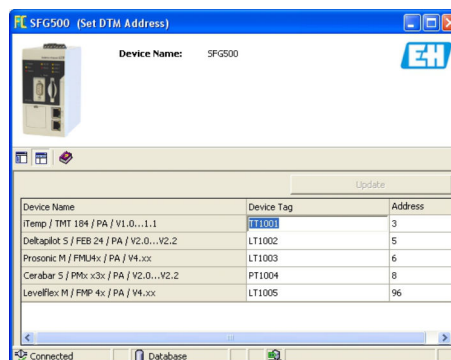 SFG500 (Set DTM Address)
Device Name: SFG500
EH
Update
Device Name Device Tag Address
iTemp / TMT 184 / PA / V1.0...1.1 TT1001 3
Deltapilot S / FEB 24 / PA / V2.0...V2.2 LT1002 5
Prosonic M / FMU4x / PA / V4.xx LT1003 6
Cerabar S / PMx x3x / PA / V2.0...V2.2 PT1004 8
Levelflex M / FMP 4x / PA / V4.xx LT1005 96
Connected Database